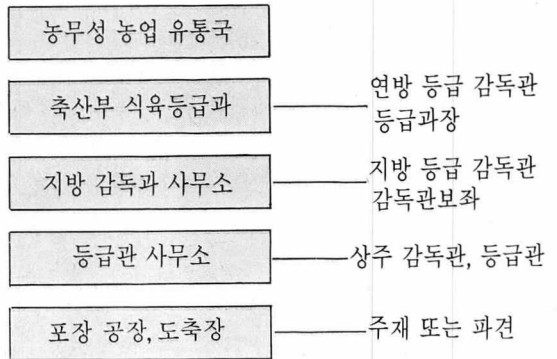 농무성 농업 유통국
축산부 식육등급과
연방 등급 감독관
등급과장
지방 감독과 사무소
지방 등급 감독관
감독관보좌
등급관 사무소
상주 감독관, 등급관
포장 공장, 도축장
주재 또는 파견